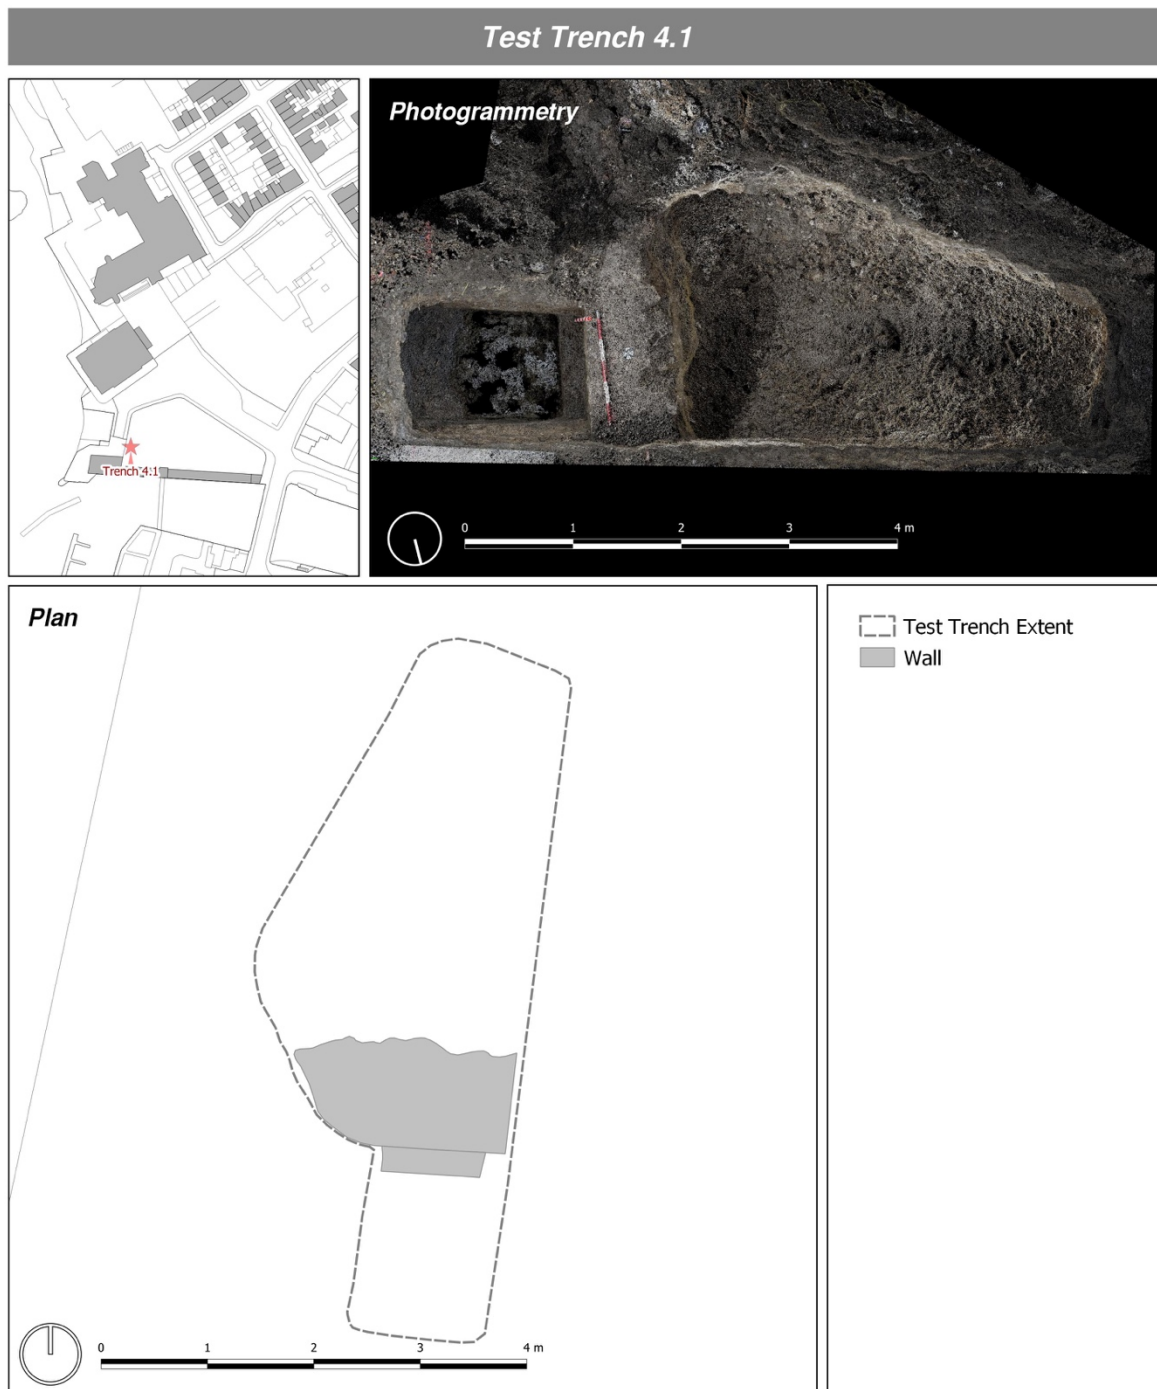 Test Trench 4.1
Trench 4.1
Photogrammetry
0 1 2 3 4 m
Plan
0 1 2 3 4 m
Test Trench Extent
Wall